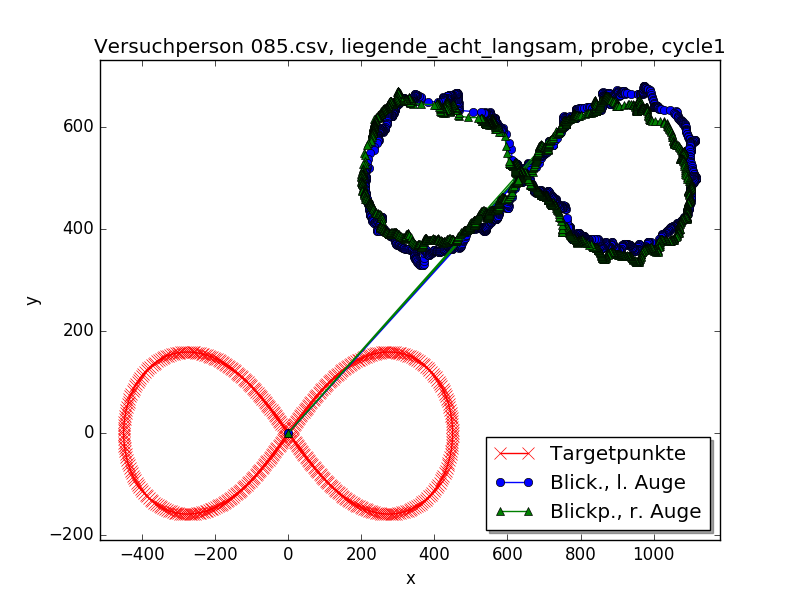 Versuchperson 085.csv, liegende_acht_langsam, probe, cycle1
y
600
400
200
0
−200
−400
−200
0
200
400
600
800
1000
x
Targetpunkte
Blick., l. Auge
Blickp., r. Auge